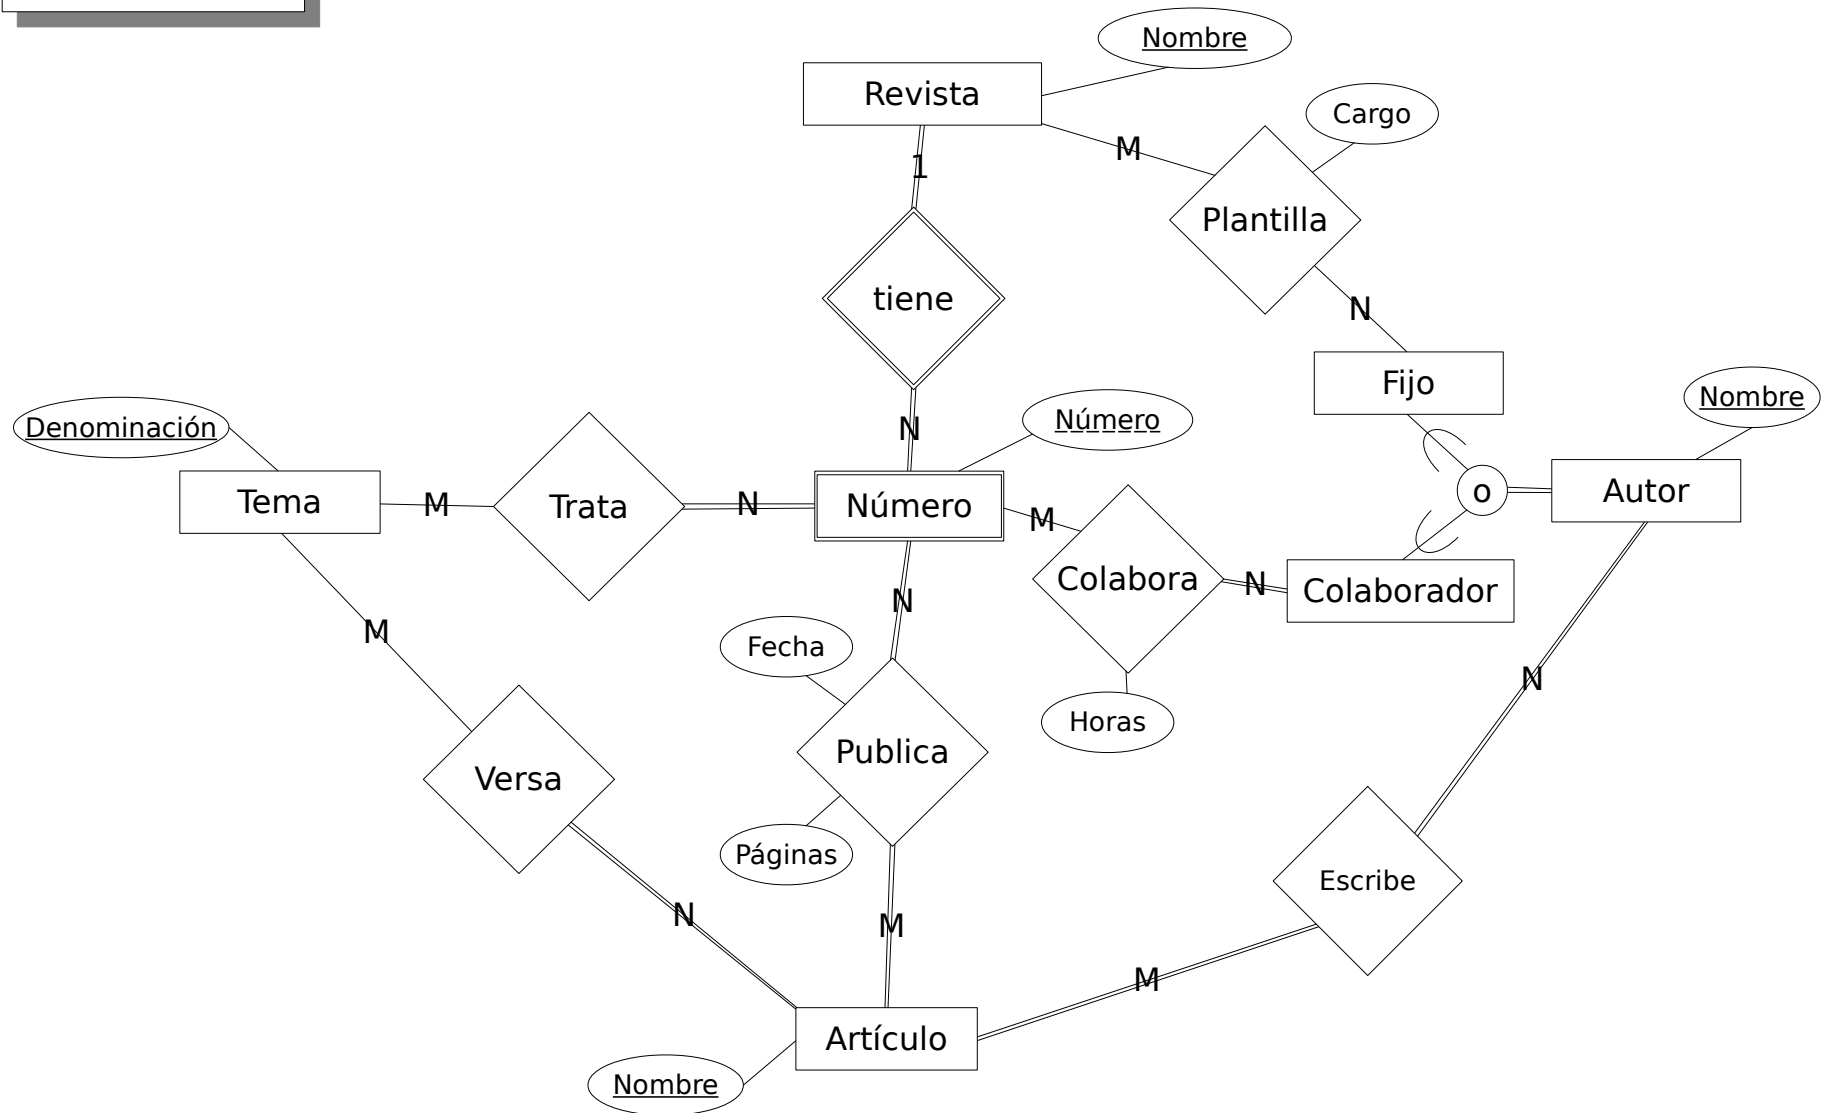 Nombre
Revista
Cargo
M
1
Plantilla
tiene
N
Fijo
Nombre
Denominación
Número
N
Tema
M
Trata
N
Número
M
o
Autor
Colabora
N
Colaborador
M
N
Fecha
N
Horas
Publica
Versa
Páginas
Escribe
N
M
M
Artículo
Nombre